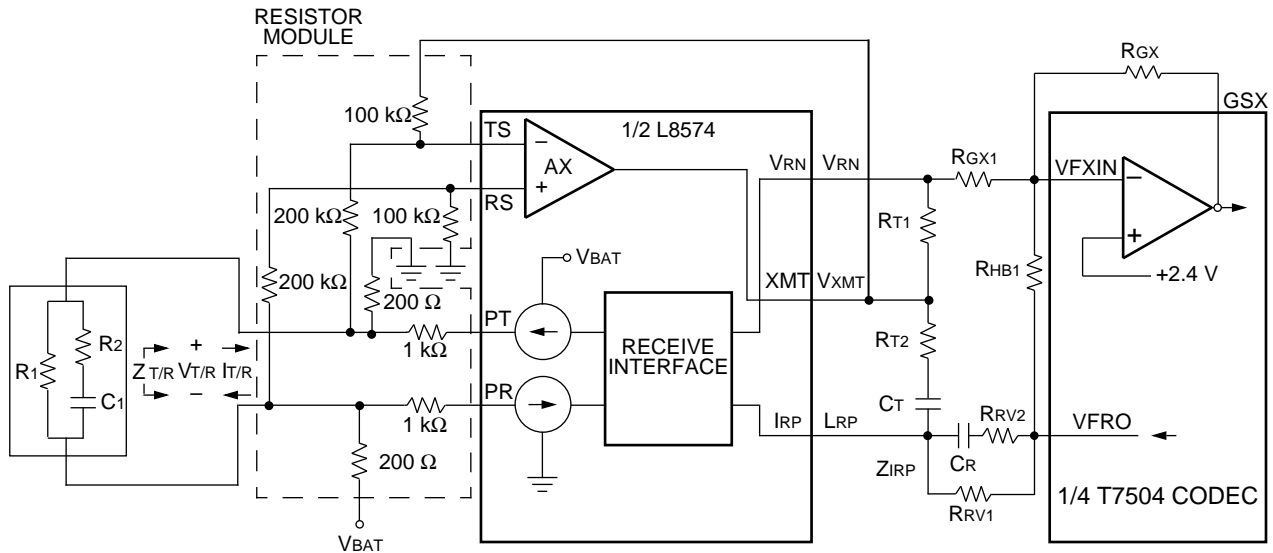 RESISTOR
MODULE
RGX
GSX
100 kΩ
TS
1/2 L8574
−
AX
+
RS
VRN
VRN
RGX1
VFXIN
−
+
+2.4 V
200 kΩ
100 kΩ
RT1
RHB1
200 kΩ
VBAT
XMT
VXMT
200 Ω
PT
1 kΩ
RECEIVE
INTERFACE
RT2
R1
R2
C1
ZT/R
+
VT/R
−
IT/R
PR
1 kΩ
CT
RRV2
VFRO
IRP
LRP
200 Ω
ZIRP
CR
RRV1
1/4 T7504 CODEC
VBAT